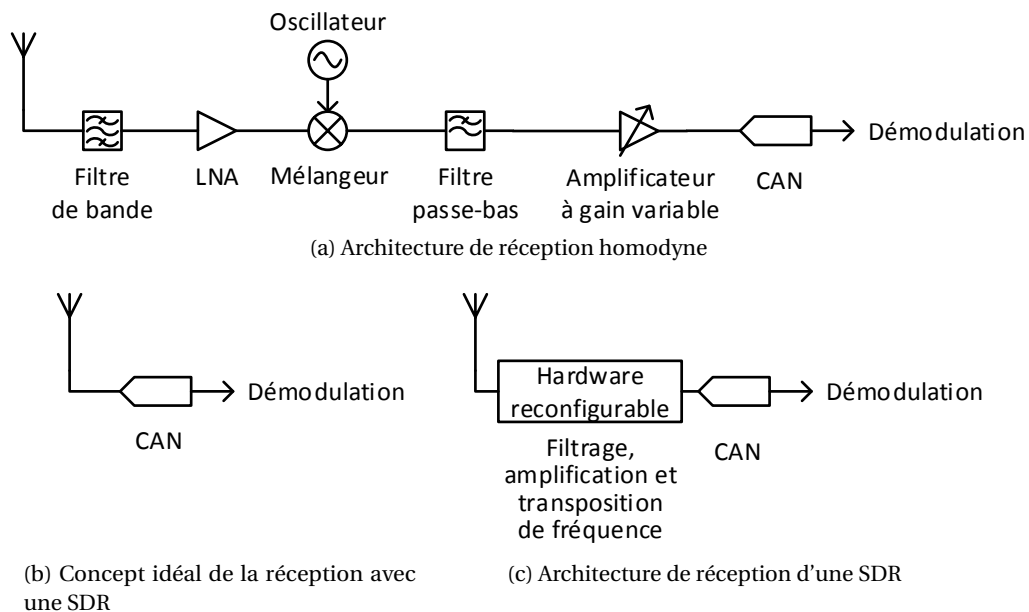 Oscillateur
Filtre
de bande
LNA
Mélangeur
Filtre
passe-bas
Amplificateur
à gain variable
CAN
Démodulation
(a) Architecture de réception homodyne
CAN
Démodulation
(b) Concept idéal de la réception avec
une SDR
Hardware
reconfigurable
Filtrage,
amplification et
transposition
de fréquence
CAN
Démodulation
(c) Architecture de réception d'une SDR